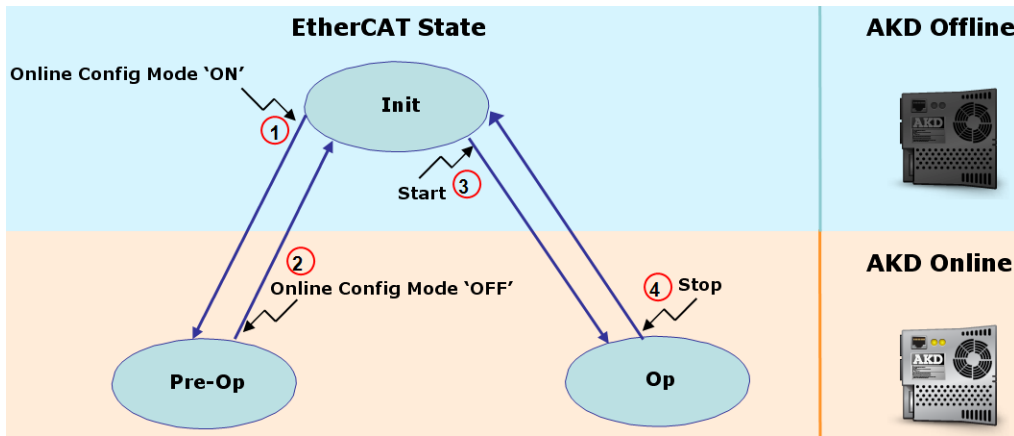 EtherCAT State
AKD Offline
Online Config Mode ‘ON’
Init
1
AKD
Start
3
2
AKD Online
Online Config Mode ‘OFF’
4
Stop
Pre-Op
Op
AKD